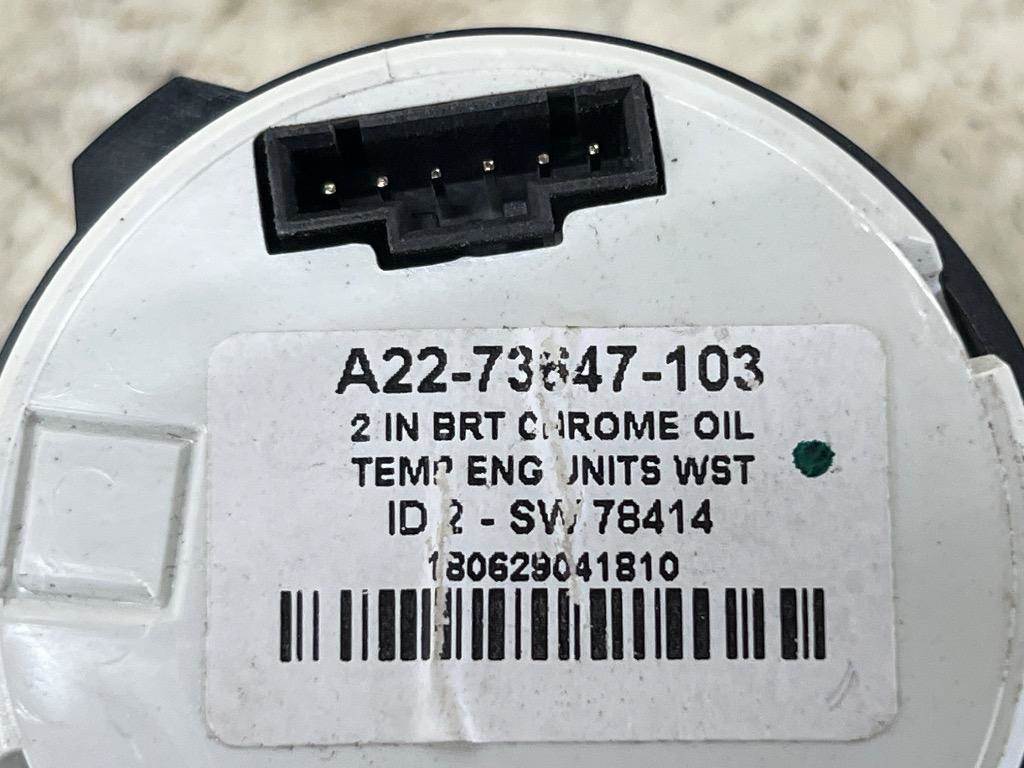 A22-73647-103
2 IN BRT CHROME OIL
TEMP ENG UNITS WST
ID 2 - SW 78414
180629041810